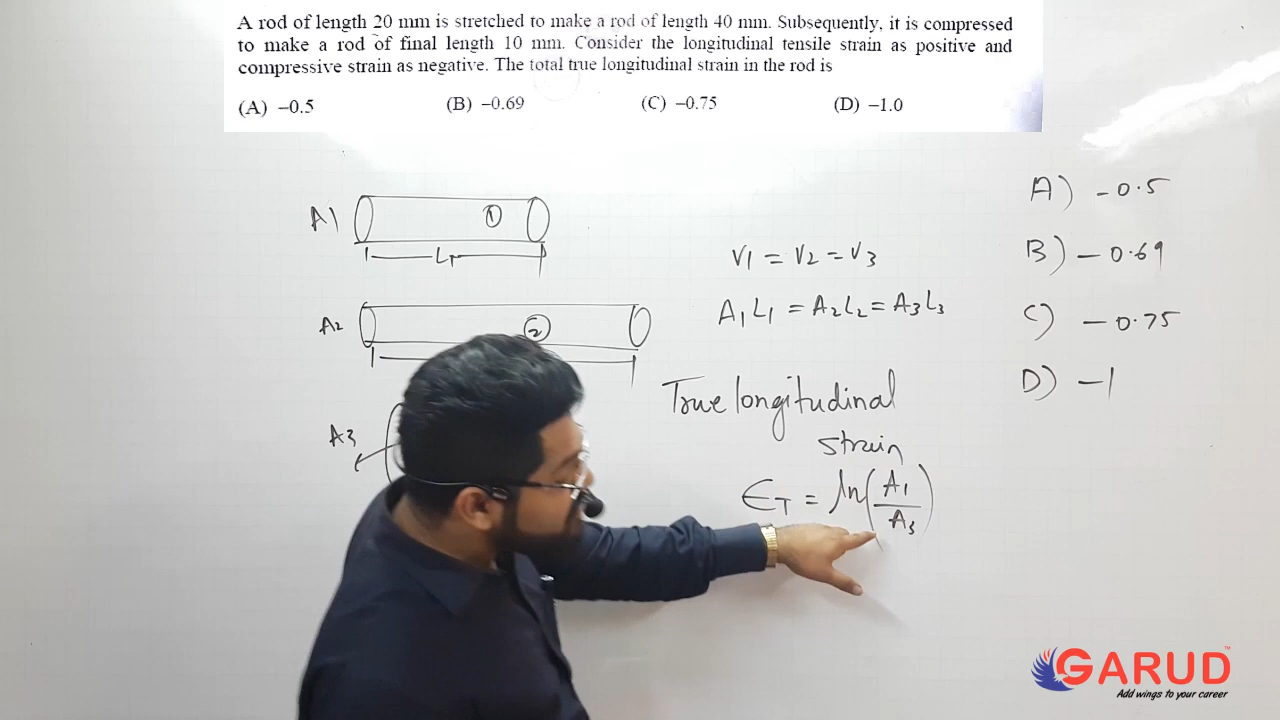 A rod of length 20 mm is stretched to make a rod of length 40 mm. Subsequently, it is compressed
to make a rod of final length 10 mm. Consider the longitudinal tensile strain as positive and
compressive strain as negative. The total true longitudinal strain in the rod is
(A) −0.5 (B) −0.69 (C) −0.75 (D) −1.0
A1
1
A2
2
A3
V1 = V2 = V3
A1L1 = A2L2 = A3L3
True longitudinal
strain
ϵT = ln(A1/A3)
A) -0.5
B) -0.69
C) -0.75
D) -1
GARUD
Add wings to your career